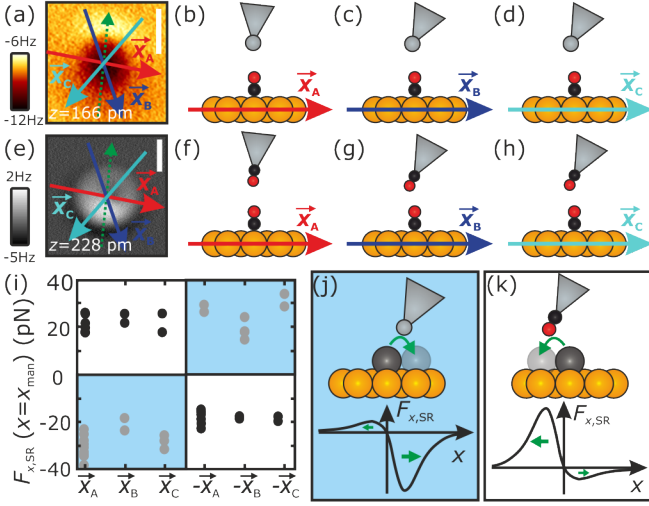 (a) (b) (c) (d)
-6Hz
-12Hz
x_A
x_B
x_C
z=166 pm
x_A x_B x_C
(e) (f) (g) (h)
2Hz
-5Hz
x_A
x_B
x_C
z=228 pm
x_A x_B x_C
(i) (j) (k)
F_x,SR (x=x_man) (pN)
40
20
0
-20
-40
x_A x_B x_C -x_A -x_B -x_C
F_x,SR
x
F_x,SR
x